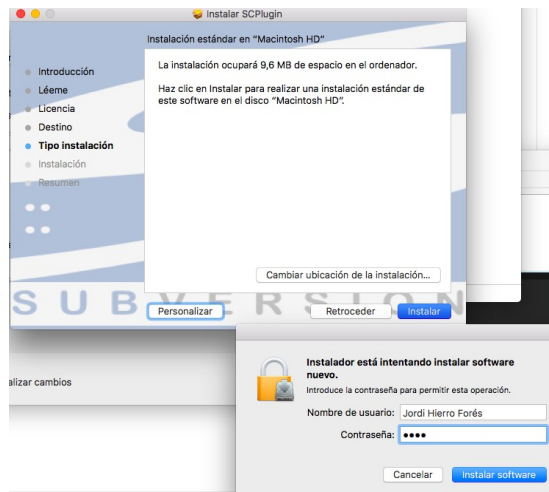 Instalar SCPlugin
Instalación estándar en “Macintosh HD”
Introducción
Léeme
Licencia
Destino
Tipo instalación
Instalación
Resumen
La instalación ocupará 9,6 MB de espacio en el ordenador.
Haz clic en Instalar para realizar una instalación estándar de
este software en el disco “Macintosh HD”.
Cambiar ubicación de la instalación...
SUBVERSION
Personalizar
Retroceder
Instalar
alizar cambios
Instalador está intentando instalar software
nuevo.
Introduce la contraseña para permitir esta operación.
Nombre de usuario: Jordi Hierro Forés
Contraseña: ••••
Cancelar
Instalar software